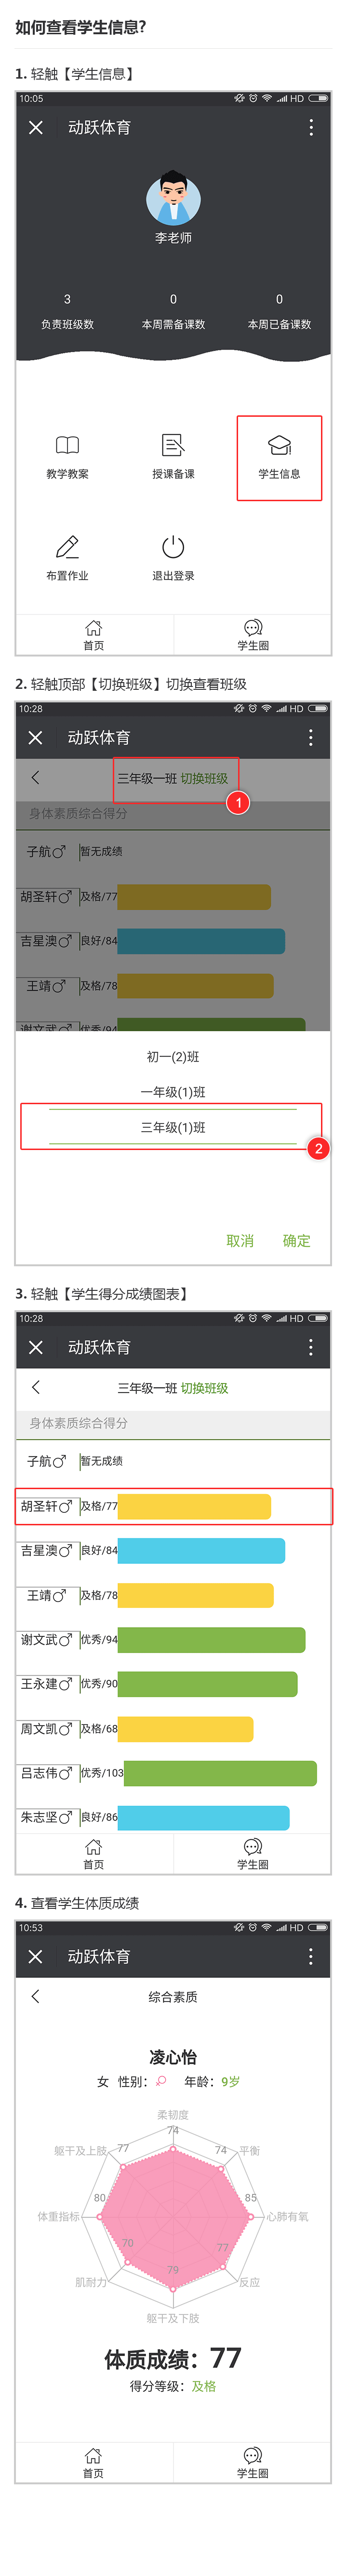 如何查看学生信息?
1. 轻触【学生信息】
10:05 HD
动跃体育
李老师
3 0 0
负责班级数 本周需备课数 本周已备课数
教学教案 授课备课 学生信息
布置作业 退出登录
首页 学生圈
2. 轻触顶部【切换班级】切换查看班级
10:28 HD
动跃体育
三年级一班 切换班级
1
身体素质综合得分
子航♂ 暂无成绩
胡圣轩♂ 及格/77
吉星澳♂ 良好/84
王靖♂ 及格/78
谢文武♂ 优秀/94
初一(2)班
一年级(1)班
三年级(1)班
2
取消 确定
3. 轻触【学生得分成绩图表】
10:28 HD
动跃体育
三年级一班 切换班级
身体素质综合得分
子航♂ 暂无成绩
胡圣轩♂ 及格/77
吉星澳♂ 良好/84
王靖♂ 及格/78
谢文武♂ 优秀/94
王永建♂ 优秀/90
周文凯♂ 及格/68
吕志伟♂ 优秀/103
朱志坚♂ 良好/86
首页 学生圈
4. 查看学生体质成绩
10:53 HD
动跃体育
综合素质
凌心怡
女 性别：♀ 年龄：9岁
柔韧度
74
躯干及上肢 77 74 平衡
80 85
体重指标 心肺有氧
70 77
肌耐力 79 反应
躯干及下肢
体质成绩：77
得分等级：及格
首页 学生圈